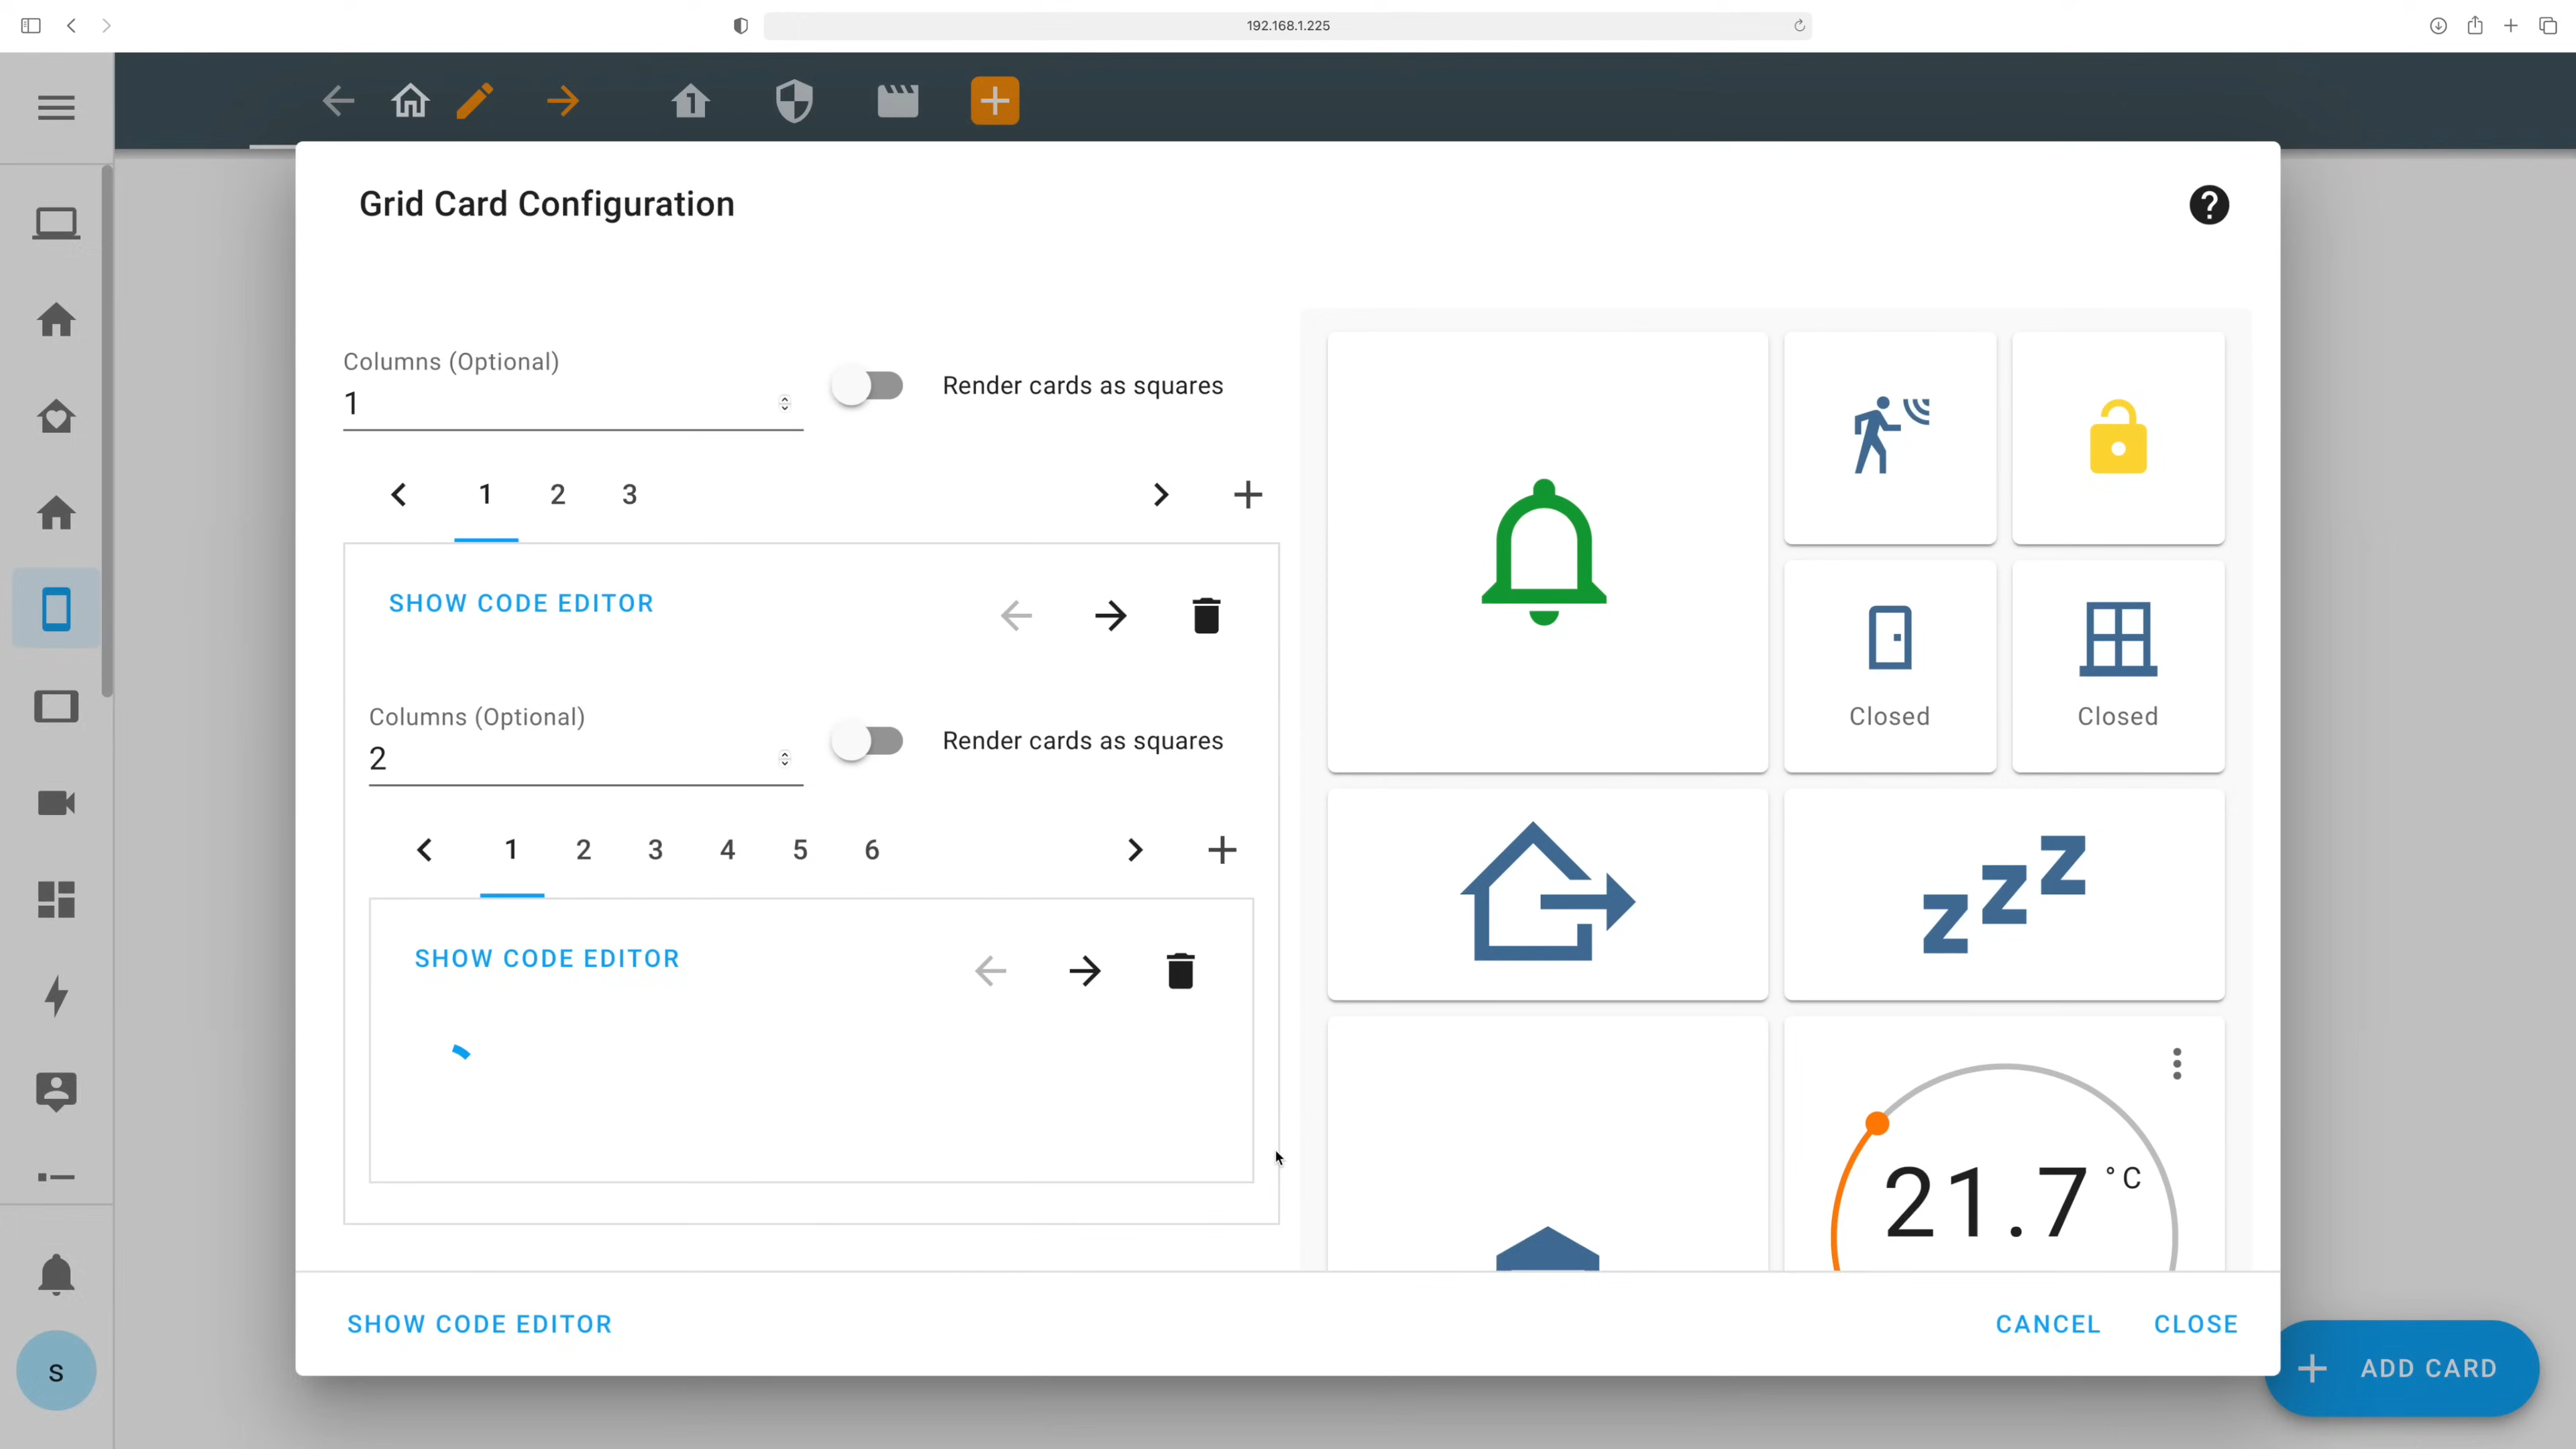 192.168.1.225
1
Grid Card Configuration
?
Columns (Optional)
1
Render cards as squares
1 2 3
SHOW CODE EDITOR
Columns (Optional)
2
Render cards as squares
1 2 3 4 5 6
SHOW CODE EDITOR
Closed
Closed
z z z
21.7 °C
SHOW CODE EDITOR
CANCEL
CLOSE
S
ADD CARD